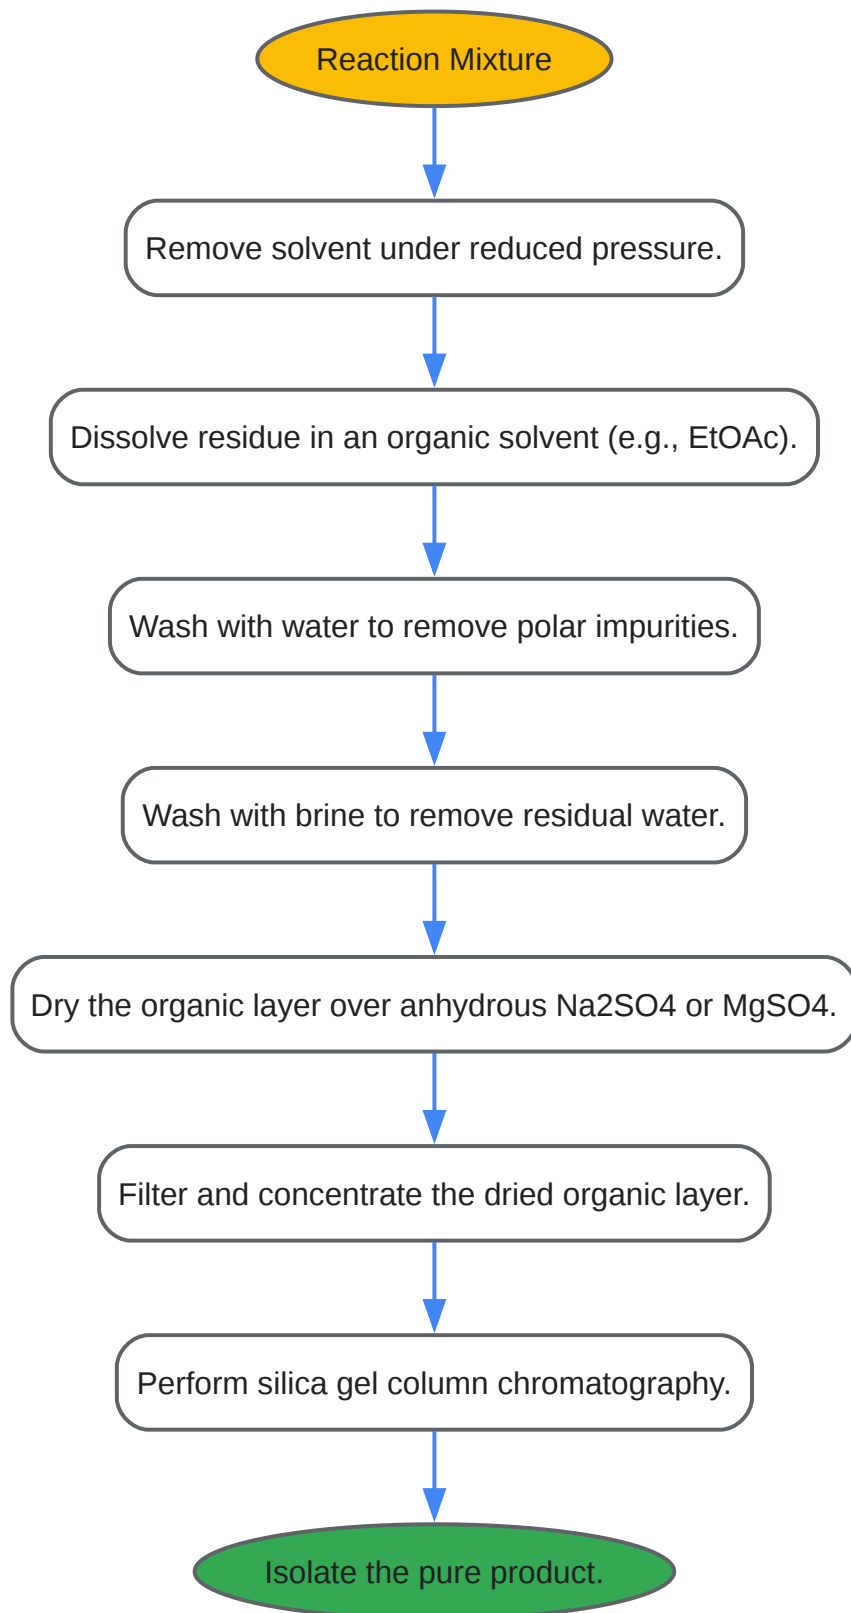 Reaction Mixture
Remove solvent under reduced pressure.
Dissolve residue in an organic solvent (e.g., EtOAc).
Wash with water to remove polar impurities.
Wash with brine to remove residual water.
Dry the organic layer over anhydrous Na2SO4 or MgSO4.
Filter and concentrate the dried organic layer.
Perform silica gel column chromatography.
Isolate the pure product.